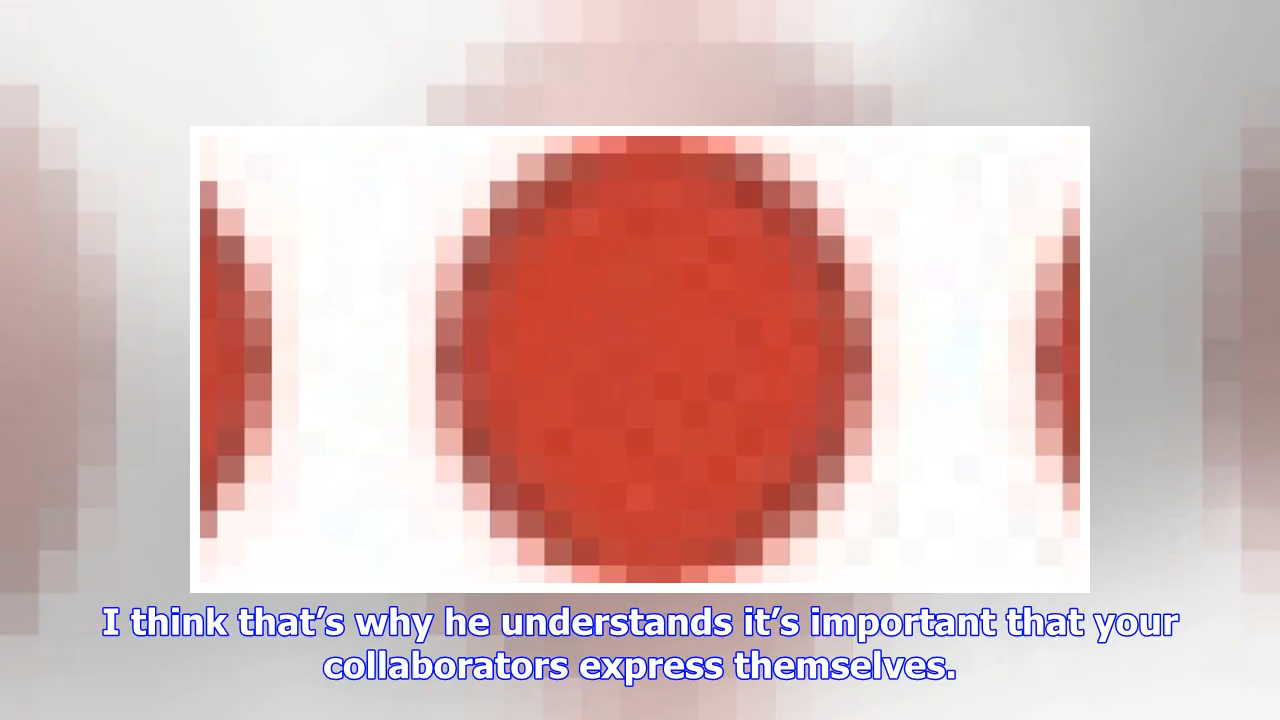 I think that’s why he understands it’s important that your
collaborators express themselves.